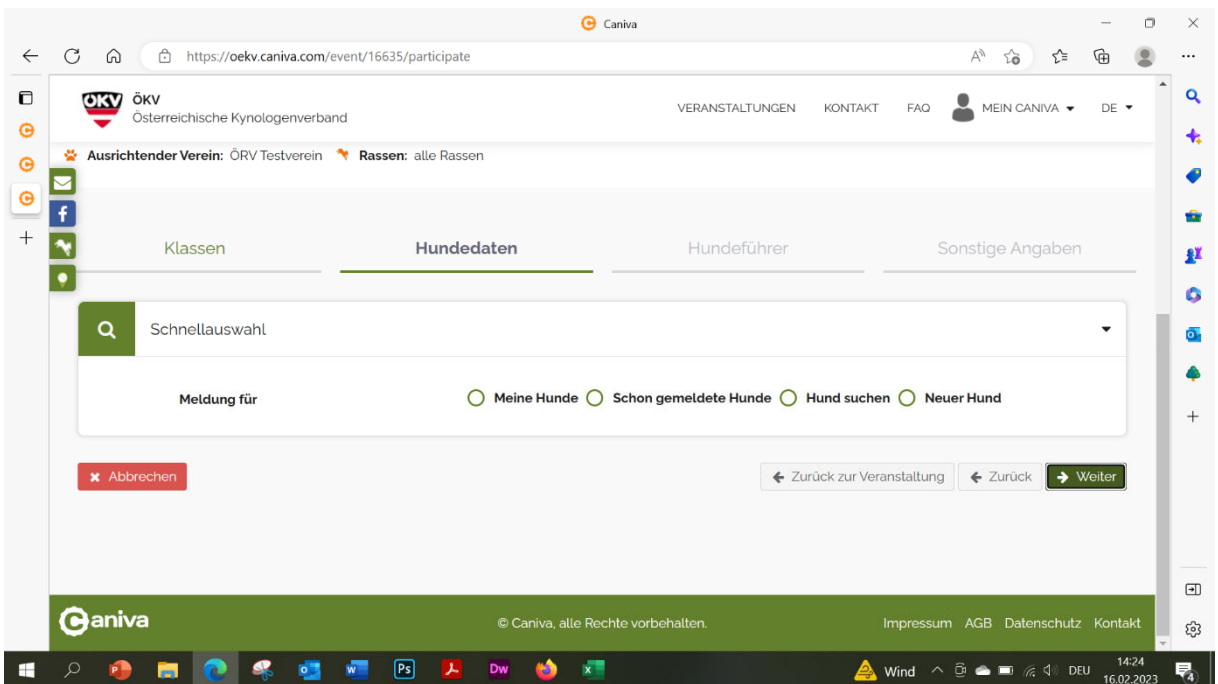 Caniva
https://oekv.caniva.com/event/16635/participate
ÖKV
ÖKV
Österreichische Kynologenverband
VERANSTALTUNGEN KONTAKT FAQ MEIN CANIVA DE
Ausrichtender Verein: ÖRV Testverein Rassen: alle Rassen
Klassen Hundedaten Hundeführer Sonstige Angaben
Schnellauswahl
Meldung für Meine Hunde Schon gemeldete Hunde Hund suchen Neuer Hund
Abbrechen Zurück zur Veranstaltung Zurück Weiter
Caniva © Caniva, alle Rechte vorbehalten. Impressum AGB Datenschutz Kontakt
Wind DEU 14:24
16.02.2023